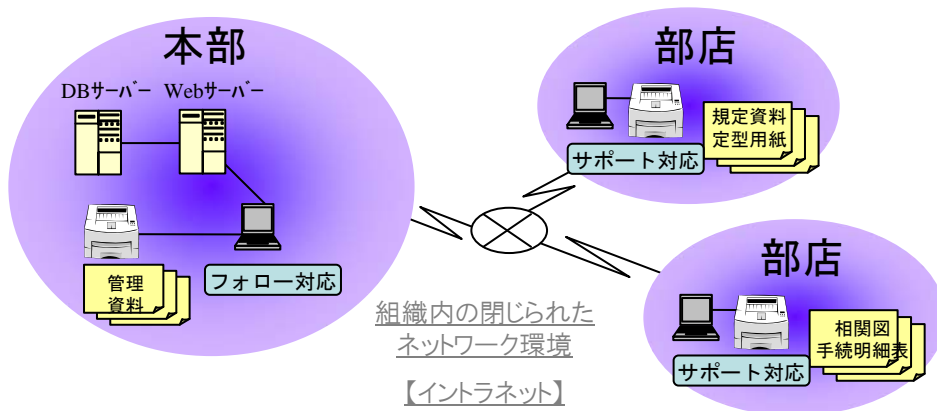 本部
DBサーバー Webサーバー
管理
資料
フォロー対応
部店
規定資料
定型用紙
サポート対応
部店
相関図
手続明細表
サポート対応
組織内の閉じられた
ネットワーク環境
【イントラネット】